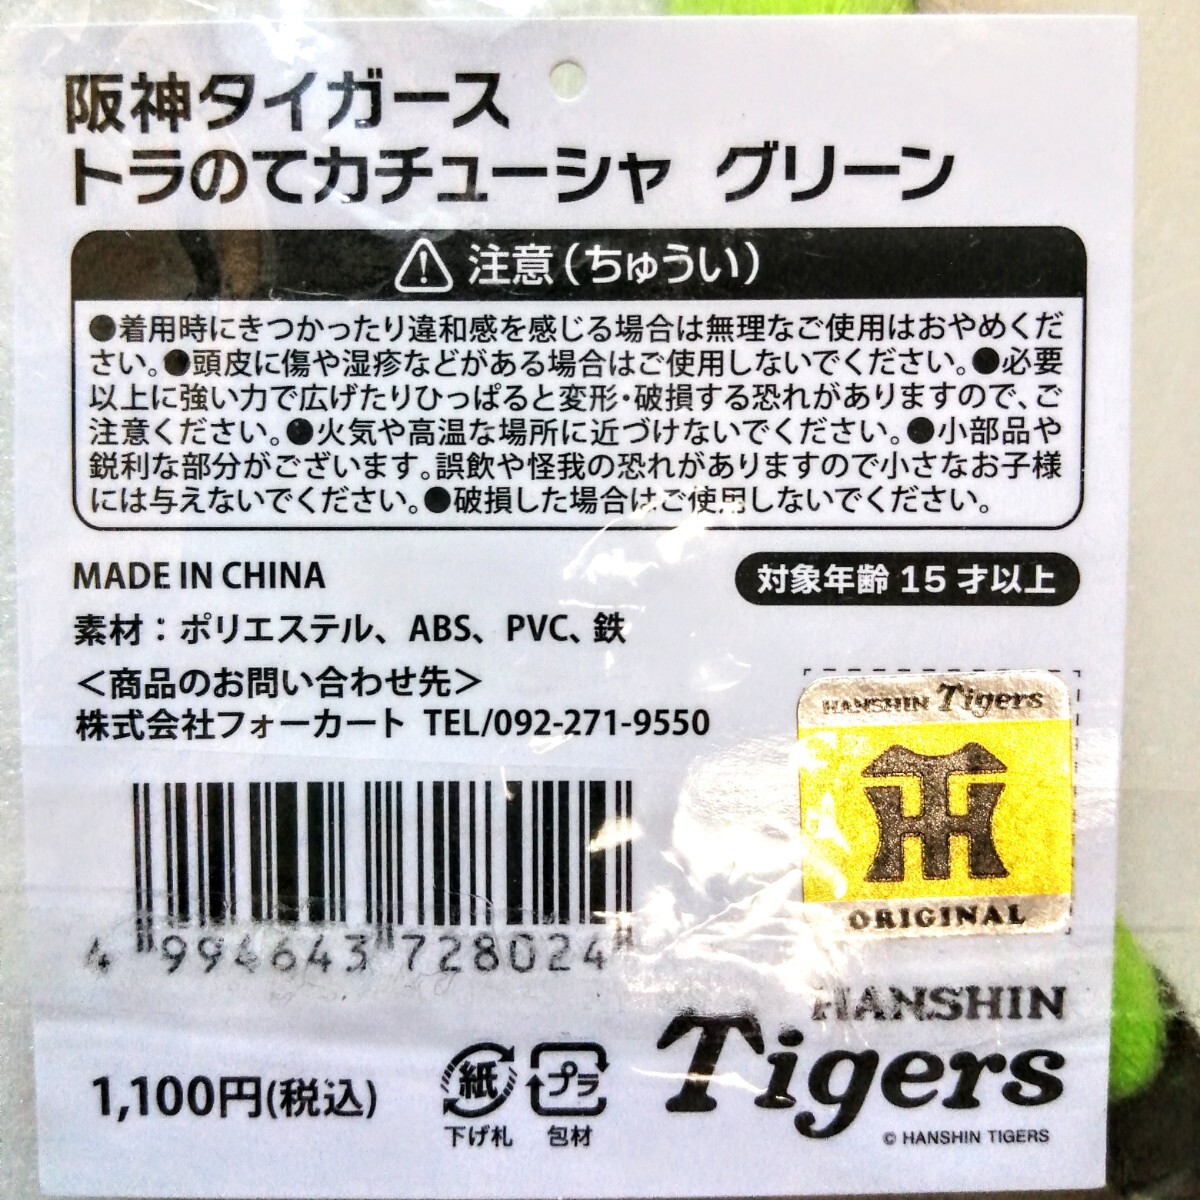 阪神タイガース
トラのてカチューシャ グリーン
注意(ちゅうい)
●着用時にきつかったり違和感を感じる場合は無理なご使用はおやめくだ
さい。●頭皮に傷や湿疹などがある場合はご使用しないでください。●必要
以上に強い力で広げたりひっぱると変形・破損する恐れがありますので、ご
注意ください。●火気や高温な場所に近づけないでください。●小部品や
鋭利な部分がございます。誤飲や怪我の恐れがありますので小さなお子様
には与えないでください。●破損した場合はご使用しないでください。
MADE IN CHINA
対象年齢 15 才以上
素材:ポリエステル、ABS、PVC、鉄
<商品のお問い合わせ先>
株式会社フォーカート TEL/092-271-9550
HANSHIN Tigers
ORIGINAL
4 994643 728024
HANSHIN
Tigers
© HANSHIN TIGERS
1,100円(税込)
紙
下げ札
プラ
包材